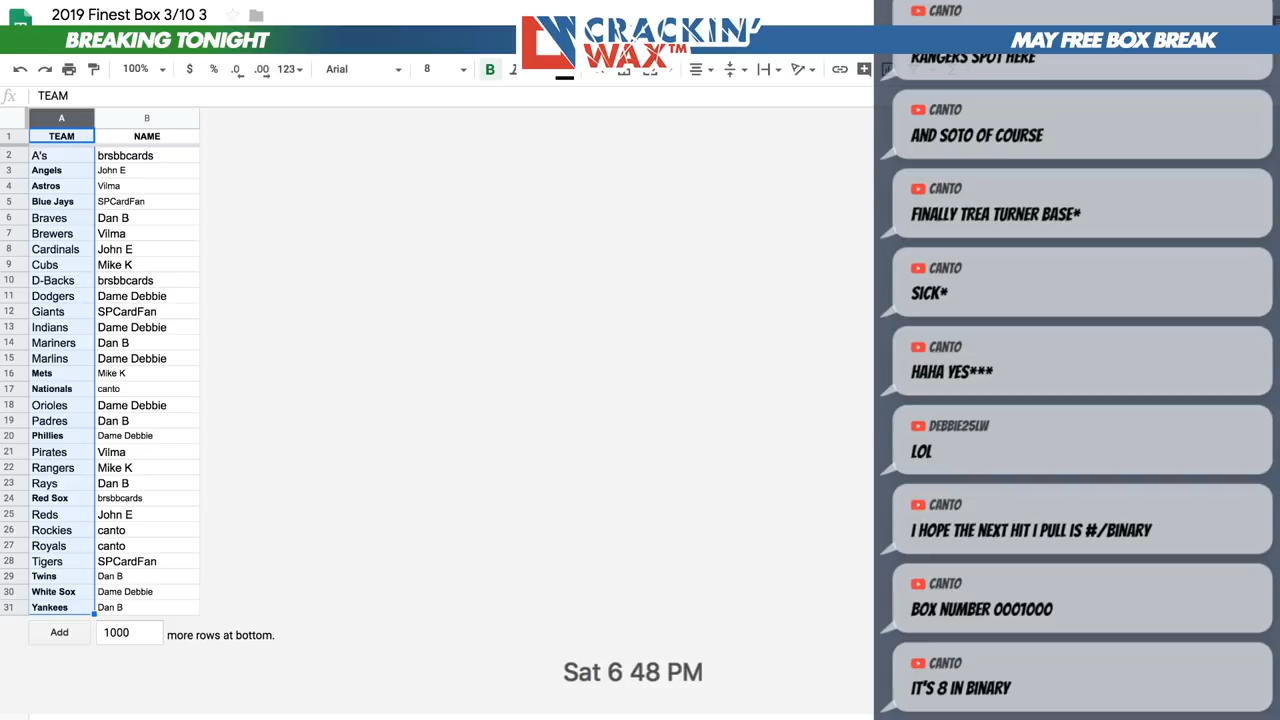 2019 Finest Box 3/10 3
BREAKING TONIGHT
CRACKIN'
WAX™
MAY FREE BOX BREAK
100% $ % .0 .00 123 Arial 8 B
fx TEAM
A B
1 TEAM NAME
2 A's brsbbcards
3 Angels John E
4 Astros Vilma
5 Blue Jays SPCardFan
6 Braves Dan B
7 Brewers Vilma
8 Cardinals John E
9 Cubs Mike K
10 D-Backs brsbbcards
11 Dodgers Dame Debbie
12 Giants SPCardFan
13 Indians Dame Debbie
14 Mariners Dan B
15 Marlins Dame Debbie
16 Mets Mike K
17 Nationals canto
18 Orioles Dame Debbie
19 Padres Dan B
20 Phillies Dame Debbie
21 Pirates Vilma
22 Rangers Mike K
23 Rays Dan B
24 Red Sox brsbbcards
25 Reds John E
26 Rockies canto
27 Royals canto
28 Tigers SPCardFan
29 Twins Dan B
30 White Sox Dame Debbie
31 Yankees Dan B
Add 1000 more rows at bottom.
Sat 6 48 PM
CANTO
RANGERS SPOT HERE
CANTO
AND SOTO OF COURSE
CANTO
FINALLY TREA TURNER BASE*
CANTO
SICK*
CANTO
HAHA YES***
DEBBIE25LW
LOL
CANTO
I HOPE THE NEXT HIT I PULL IS #/BINARY
CANTO
BOX NUMBER 0001000
CANTO
IT'S 8 IN BINARY